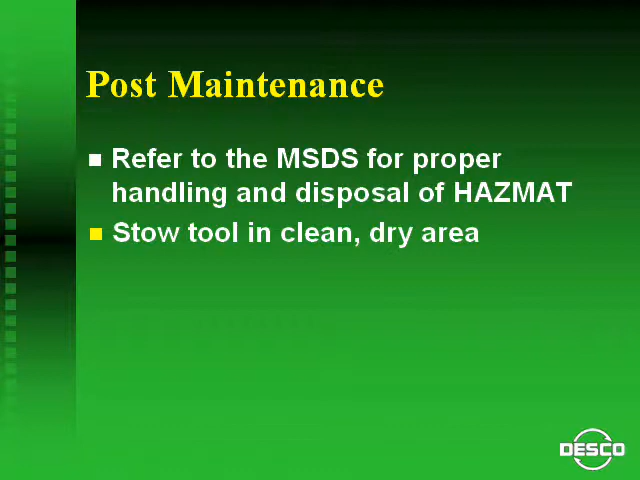 Post Maintenance
Refer to the MSDS for proper
handling and disposal of HAZMAT
Stow tool in clean, dry area
DESCO